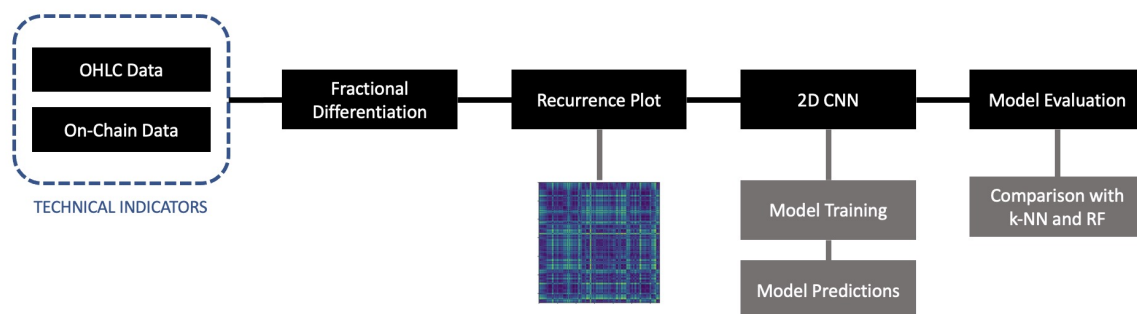 OHLC Data
On-Chain Data
TECHNICAL INDICATORS
Fractional
Differentiation
Recurrence Plot
2D CNN
Model Training
Model Predictions
Model Evaluation
Comparison with
k-NN and RF